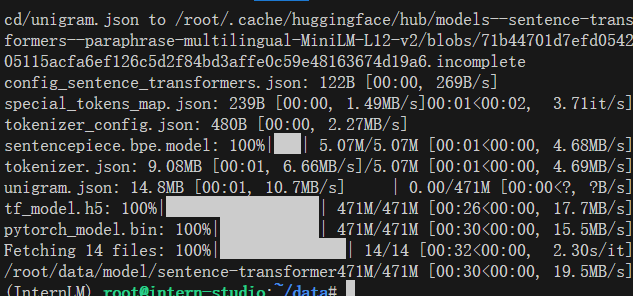 cd/unigram.json to /root/.cache/huggingface/hub/models--sentence-trans
formers--paraphrase-multilingual-MiniLM-L12-v2/blobs/71b44701d7efd0542
05115acfa6ef126c5d2f84bd3affe0c59e48163674d19a6.incomplete
config_sentence_transformers.json: 122B [00:00, 269B/s]
special_tokens_map.json: 239B [00:00, 1.49MB/s]00:01<00:02,  3.71it/s]
tokenizer_config.json: 480B [00:00, 2.27MB/s]
sentencepiece.bpe.model: 100%|███| 5.07M/5.07M [00:01<00:00, 4.68MB/s]
tokenizer.json: 9.08MB [00:01, 6.66MB/s]/5.07M [00:01<00:00, 4.69MB/s]
unigram.json: 14.8MB [00:01, 10.7MB/s]     | 0.00/471M [00:00<?, ?B/s]
tf_model.h5: 100%|███████████████| 471M/471M [00:26<00:00, 17.7MB/s]
pytorch_model.bin: 100%|██████████| 471M/471M [00:30<00:00, 15.5MB/s]
Fetching 14 files: 100%|████████████| 14/14 [00:32<00:00,  2.30s/it]
/root/data/model/sentence-transformer471M/471M [00:30<00:00, 19.5MB/s]
(InternLM) root@intern-studio:~/data#